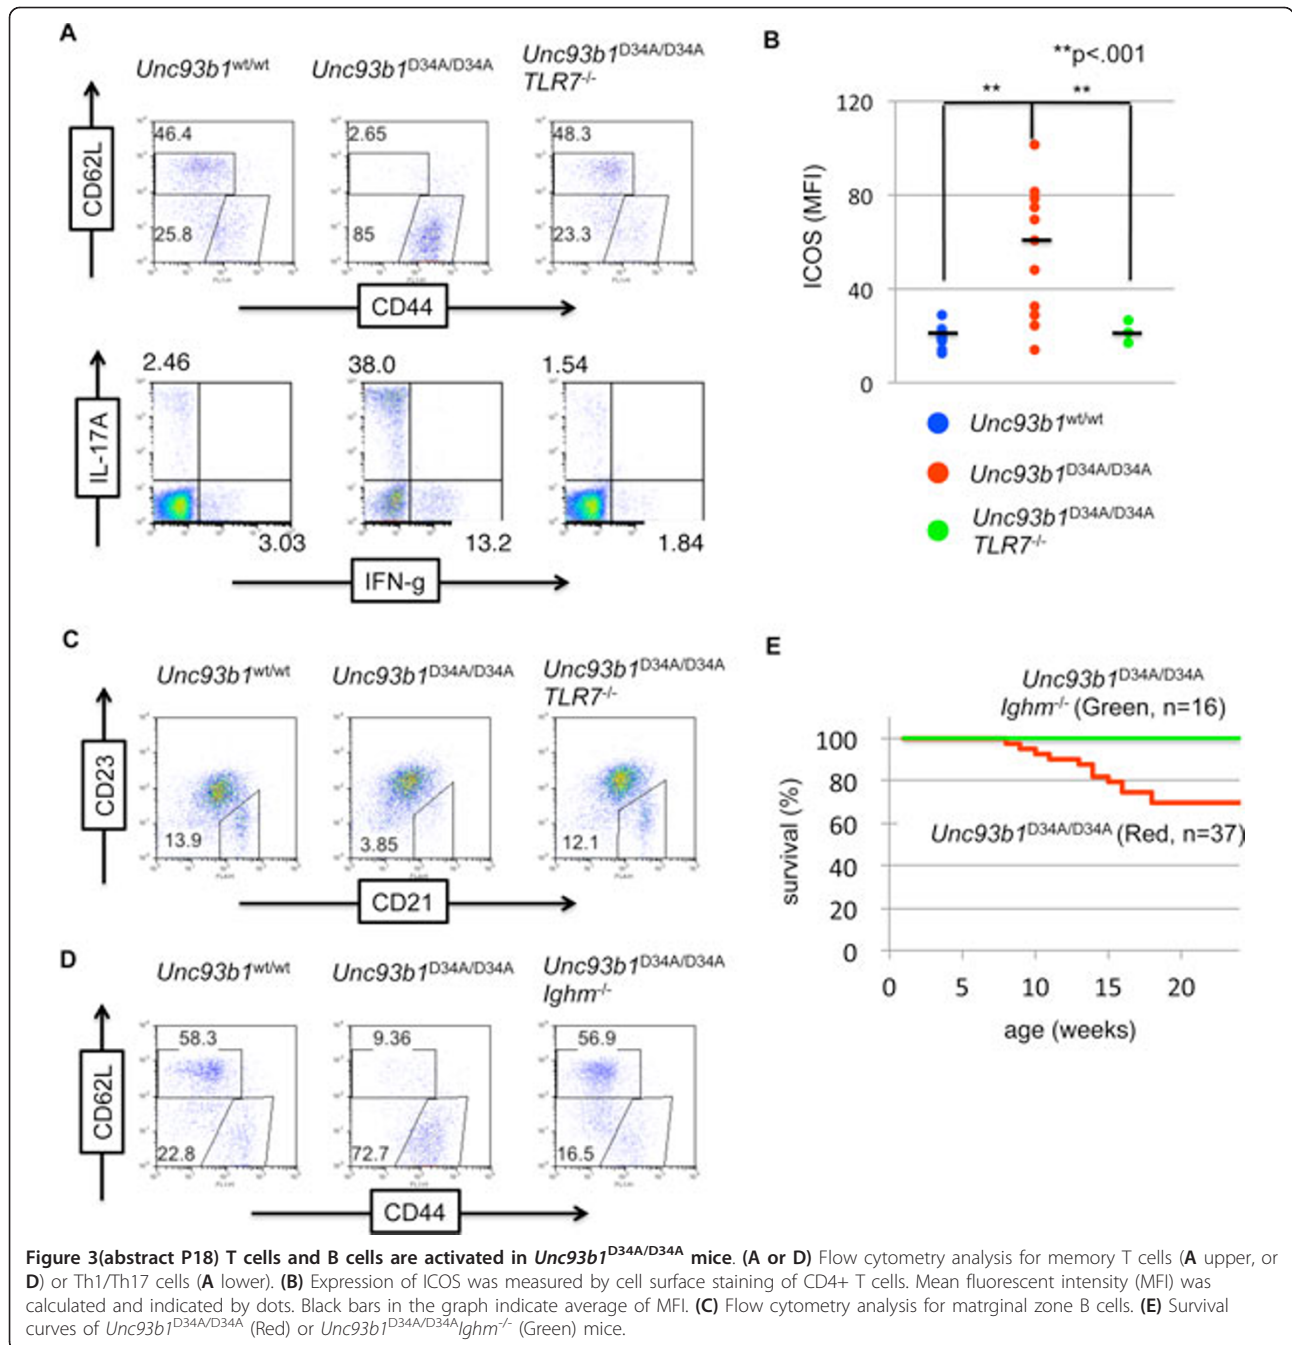 A
Unc93b1wt/wt Unc93b1D34A/D34A Unc93b1D34A/D34A
TLR7-/-
CD62L
46.4 2.65 48.3
25.8 85 23.3
CD44
IL-17A
2.46 38.0 1.54
3.03 13.2 1.84
IFN-g
B
**p<.001
** **
ICOS (MFI)
120
80
40
0
Unc93b1wt/wt
Unc93b1D34A/D34A
Unc93b1D34A/D34A
TLR7-/-
C
Unc93b1wt/wt Unc93b1D34A/D34A Unc93b1D34A/D34A
TLR7-/-
CD23
13.9 3.85 12.1
CD21
D
Unc93b1wt/wt Unc93b1D34A/D34A Unc93b1D34A/D34A
Ighm-/-
CD62L
58.3 9.36 56.9
22.8 72.7 16.5
CD44
E
Unc93b1D34A/D34A
Ighm-/- (Green, n=16)
Unc93b1D34A/D34A (Red, n=37)
survival (%)
100
80
60
40
20
0
0 5 10 15 20
age (weeks)
Figure 3(abstract P18) T cells and B cells are activated in Unc93b1D34A/D34A mice. (A or D) Flow cytometry analysis for memory T cells (A upper, or
D) or Th1/Th17 cells (A lower). (B) Expression of ICOS was measured by cell surface staining of CD4+ T cells. Mean fluorescent intensity (MFI) was
calculated and indicated by dots. Black bars in the graph indicate average of MFI. (C) Flow cytometry analysis for matrginal zone B cells. (E) Survival
curves of Unc93b1D34A/D34A (Red) or Unc93b1D34A/D34AIghm-/- (Green) mice.